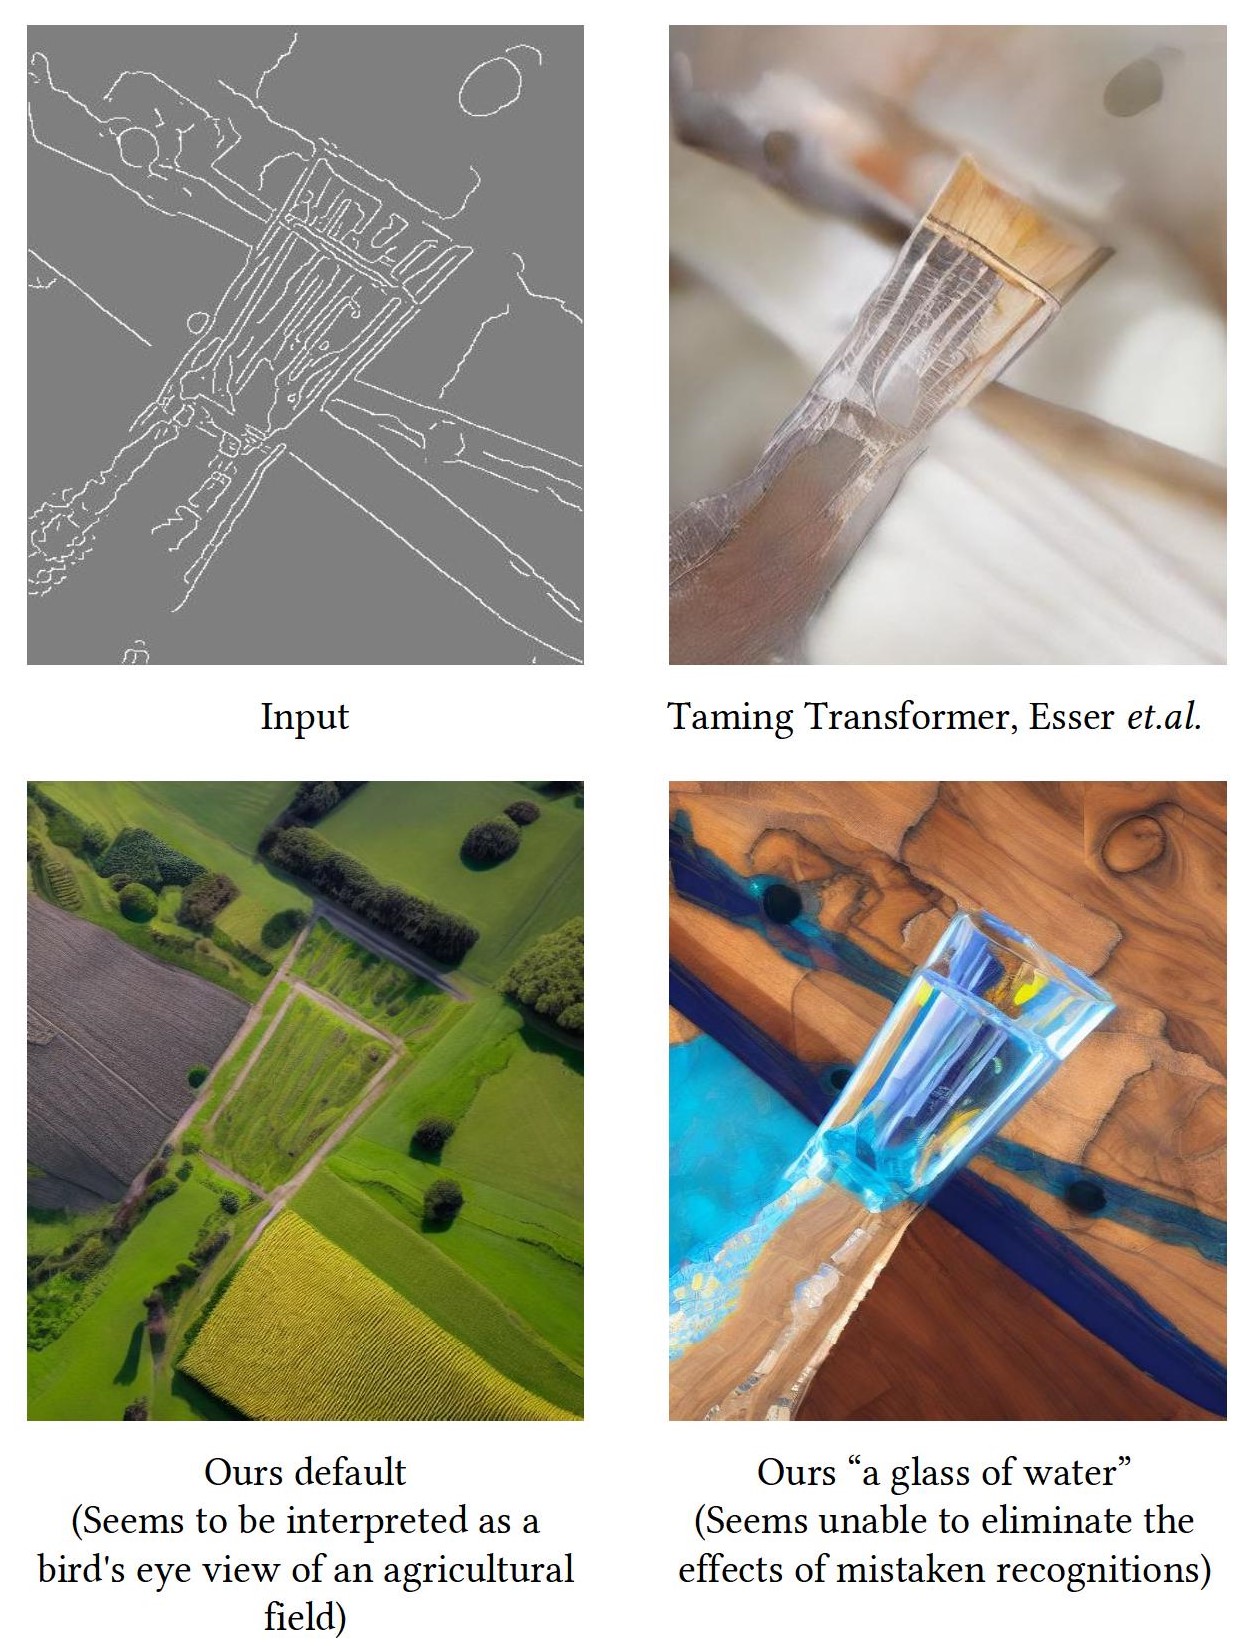 Input
Taming Transformer, Esser et.al.
Ours default
(Seems to be interpreted as a
bird's eye view of an agricultural
field)
Ours “a glass of water”
(Seems unable to eliminate the
effects of mistaken recognitions)